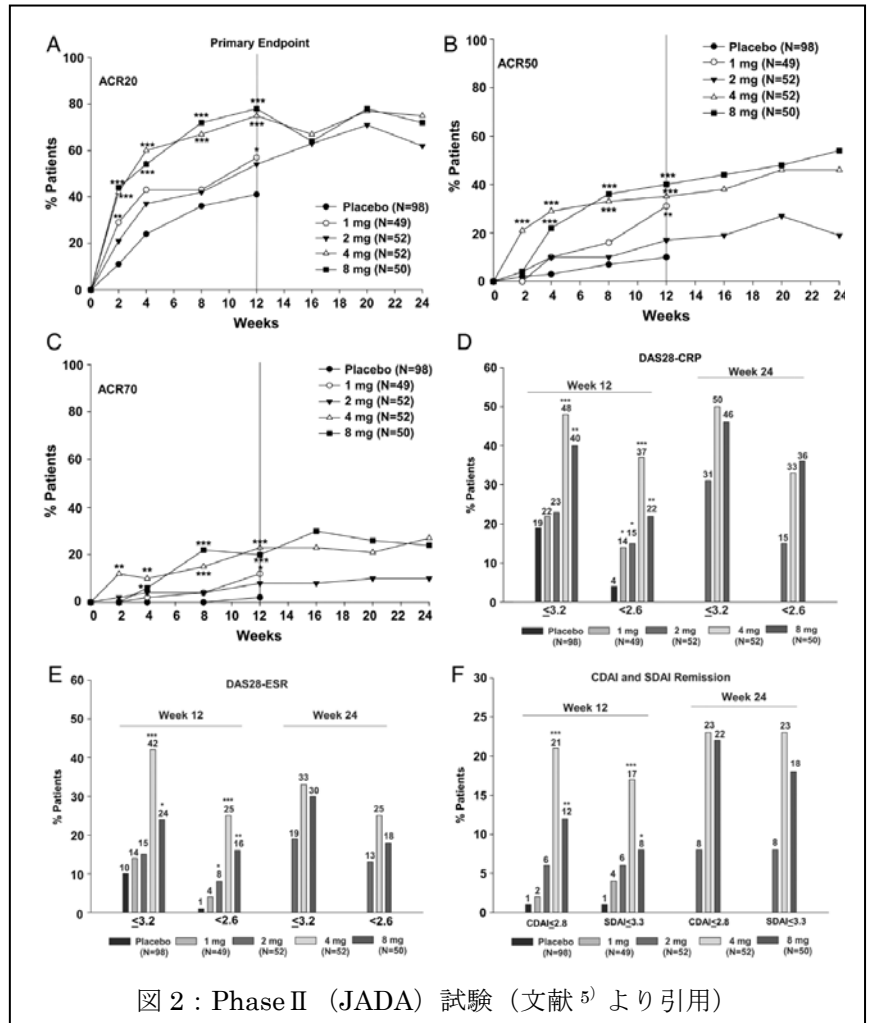 A
Primary Endpoint
ACR20
100
80
60
40
20
0
% Patients
***
***
**
***
***
***
***
***
***
***
*
Placebo (N=98)
1 mg (N=49)
2 mg (N=52)
4 mg (N=52)
8 mg (N=50)
0 2 4 6 8 10 12 14 16 18 20 22 24
Weeks
B
ACR50
100
80
60
40
20
0
% Patients
Placebo (N=98)
1 mg (N=49)
2 mg (N=52)
4 mg (N=52)
8 mg (N=50)
***
***
***
***
***
***
***
**
0 2 4 6 8 10 12 14 16 18 20 22 24
Weeks
C
ACR70
100
80
60
40
20
0
% Patients
Placebo (N=98)
1 mg (N=49)
2 mg (N=52)
4 mg (N=52)
8 mg (N=50)
**
**
*
***
***
***
***
*
0 2 4 6 8 10 12 14 16 18 20 22 24
Weeks
D
DAS28-CRP
Week 12
Week 24
60
50
40
30
20
10
0
% Patients
***
**
***
* * **
19 22 23 48 40
4 14 15 37 22
31 50 46
15 33 36
≤3.2 <2.6 ≤3.2 <2.6
Placebo 1 mg 2 mg 4 mg 8 mg
(N=98) (N=49) (N=52) (N=52) (N=50)
E
DAS28-ESR
Week 12
Week 24
60
50
40
30
20
10
0
% Patients
***
*
***
* **
10 14 15 42 24
1 4 8 25 16
19 33 30
13 25 18
≤3.2 <2.6 ≤3.2 <2.6
Placebo 1 mg 2 mg 4 mg 8 mg
(N=98) (N=49) (N=52) (N=52) (N=50)
F
CDAI and SDAI Remission
Week 12
Week 24
30
25
20
15
10
5
0
% Patients
***
**
***
*
1 2 6 21 12
1 4 6 17 8
8 23 22
8 23 18
CDAI≤2.8 SDAI≤3.3 CDAI≤2.8 SDAI≤3.3
Placebo 1 mg 2 mg 4 mg 8 mg
(N=98) (N=49) (N=52) (N=52) (N=50)
図 2：PhaseⅡ（JADA）試験（文献 5) より引用）